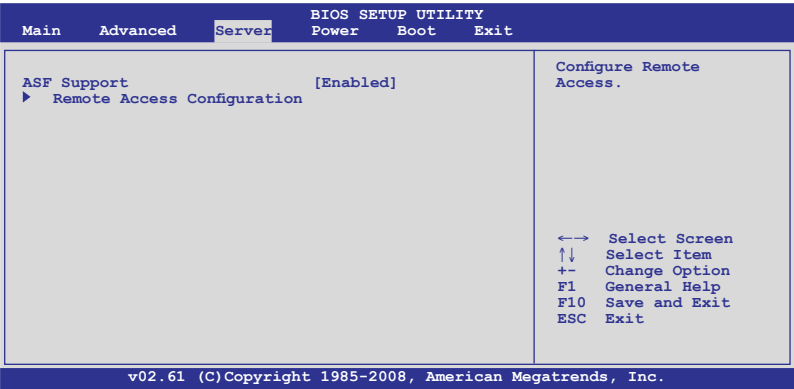 BIOS SETUP UTILITY
Main Advanced Server Power Boot Exit
ASF Support [Enabled]
Remote Access Configuration
Configure Remote
Access.
←→ Select Screen
↑↓ Select Item
+- Change Option
F1 General Help
F10 Save and Exit
ESC Exit
v02.61 (C)Copyright 1985-2008, American Megatrends, Inc.